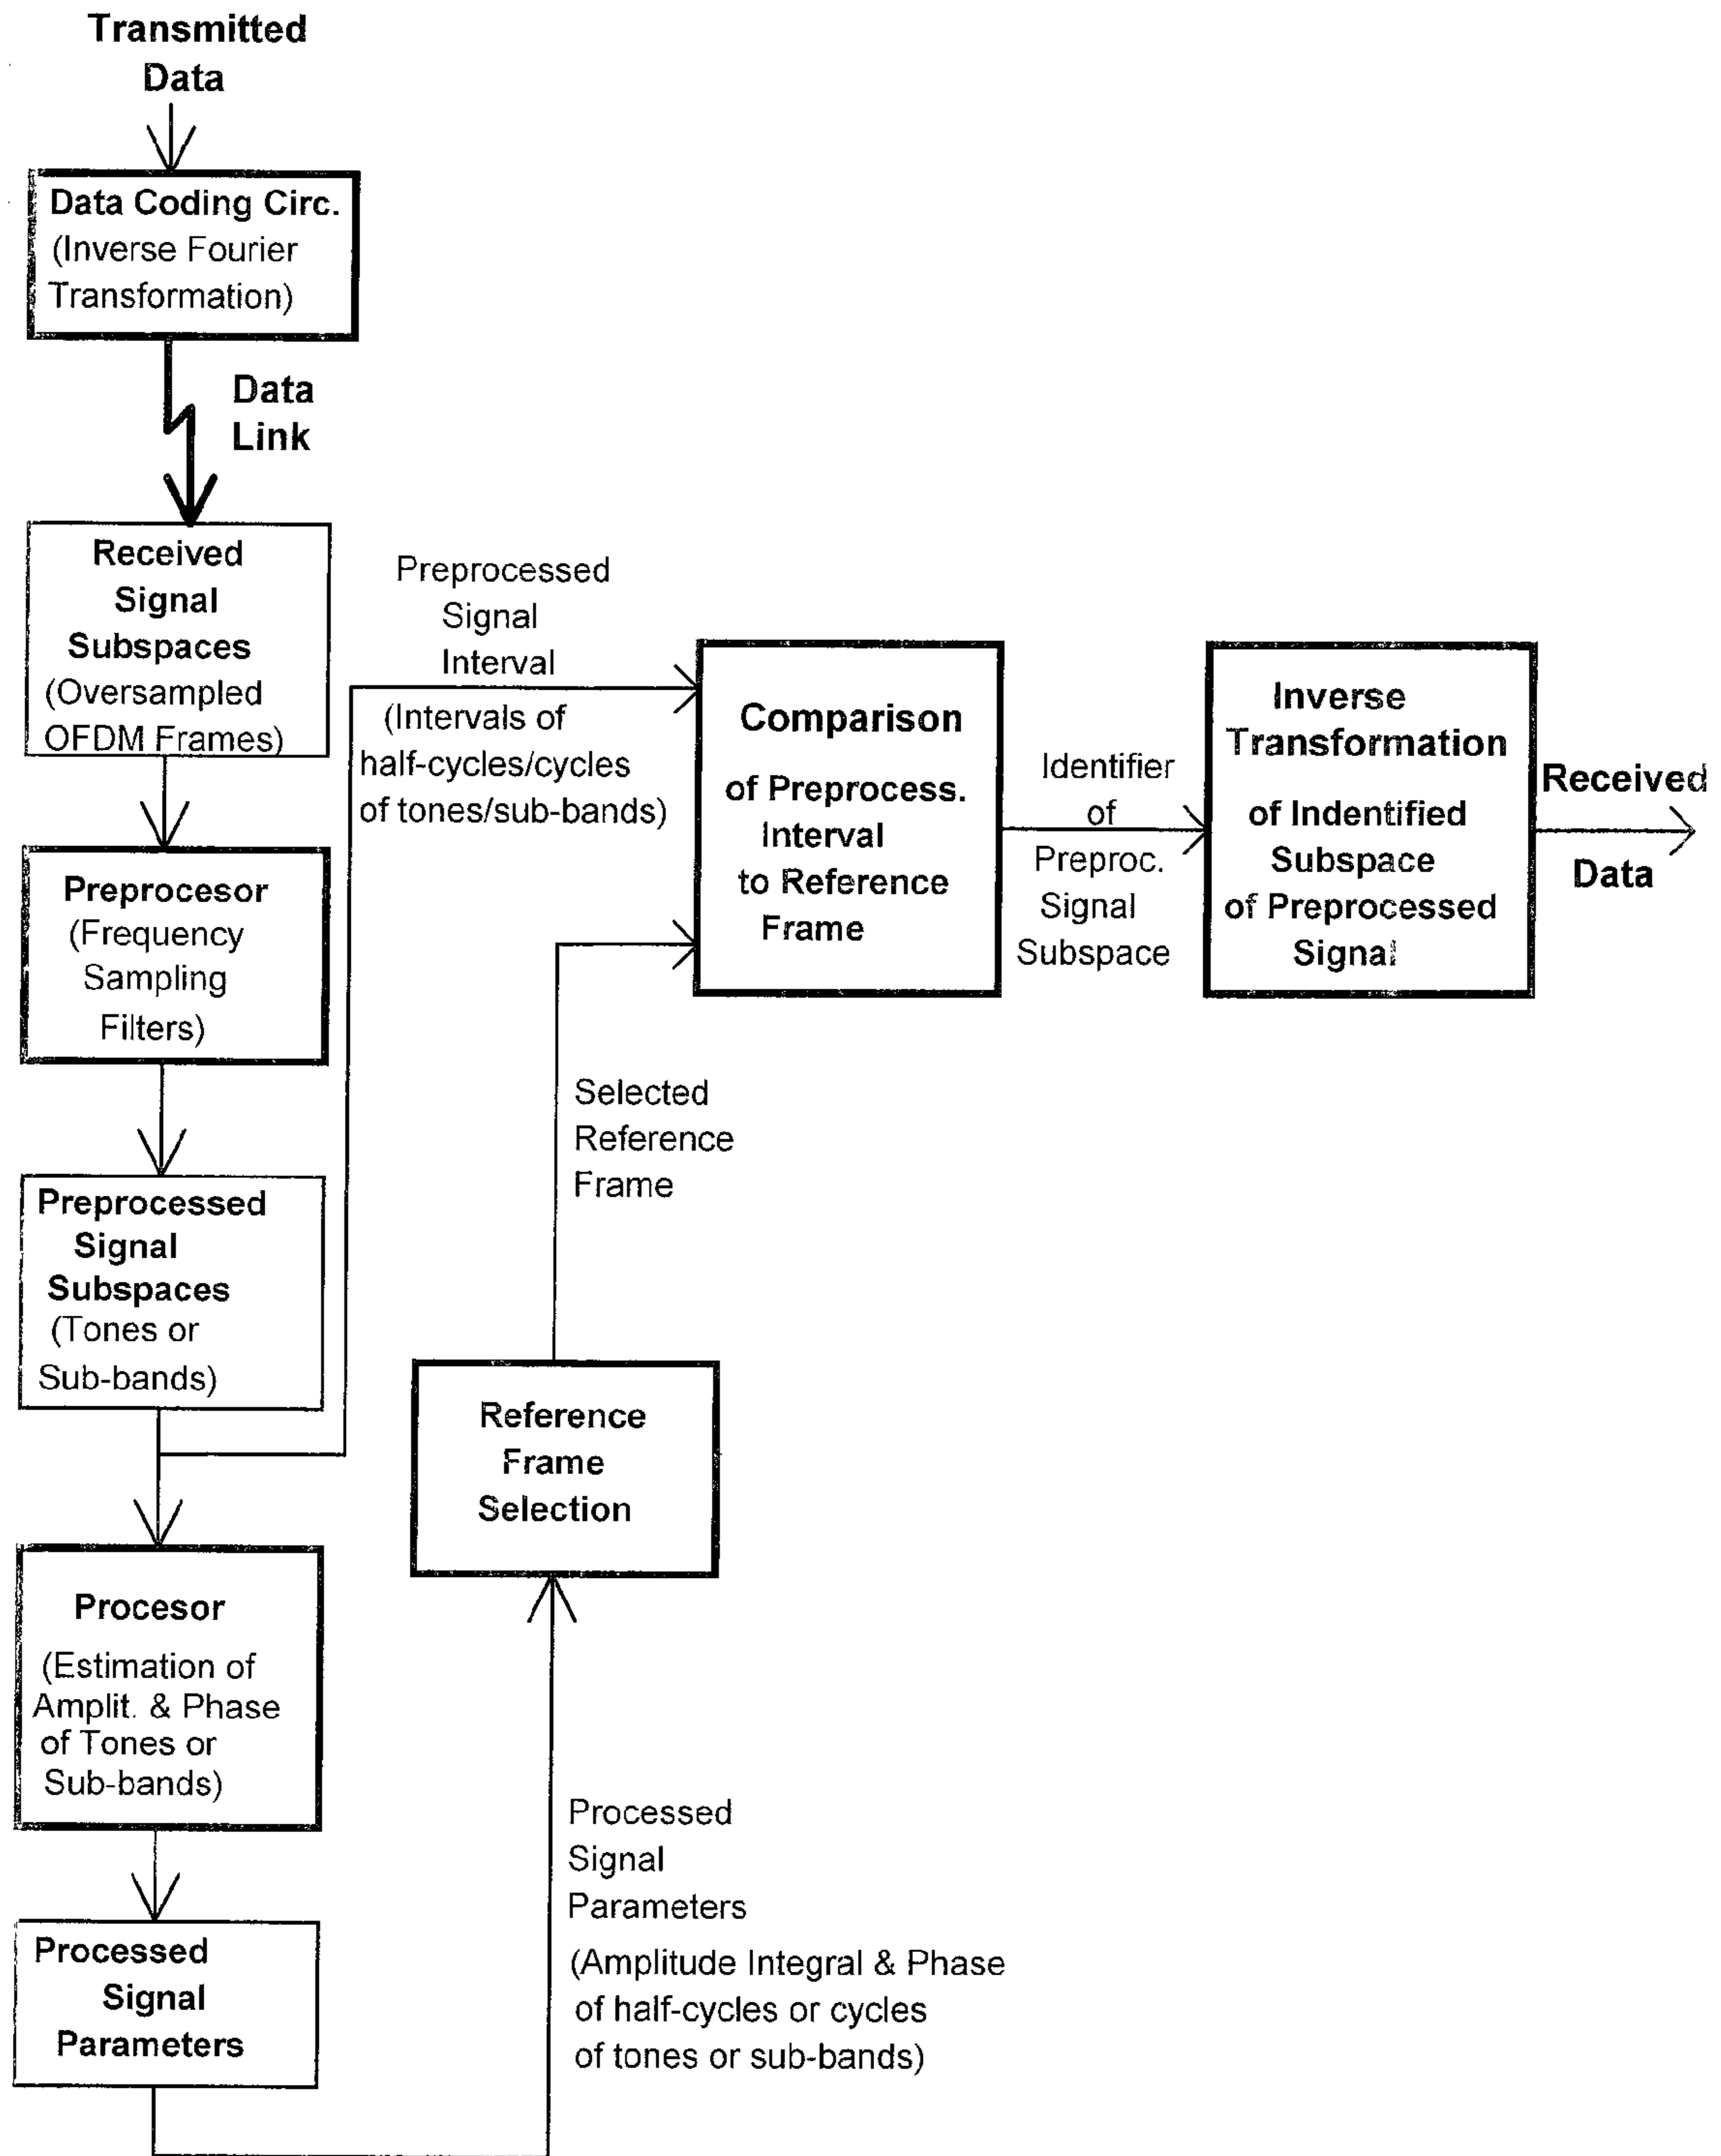 Transmitted
Data
Data Coding Circ.
(Inverse Fourier
Transformation)
Data
Link
Received
Signal
Subspaces
(Oversampled
OFDM Frames)
Preprocesor
(Frequency
Sampling
Filters)
Preprocessed
Signal
Subspaces
(Tones or
Sub-bands)
Procesor
(Estimation of
Amplit. & Phase
of Tones or
Sub-bands)
Processed
Signal
Parameters
Preprocessed
Signal
Interval
(Intervals of
half-cycles/cycles
of tones/sub-bands)
Selected
Reference
Frame
Reference
Frame
Selection
Processed
Signal
Parameters
(Amplitude Integral & Phase
of half-cycles or cycles
of tones or sub-bands)
Comparison
of Preprocess.
Interval
to Reference
Frame
Identifier
of
Preproc.
Signal
Subspace
Inverse
Transformation
of Indentified
Subspace
of Preprocessed
Signal
Received
Data